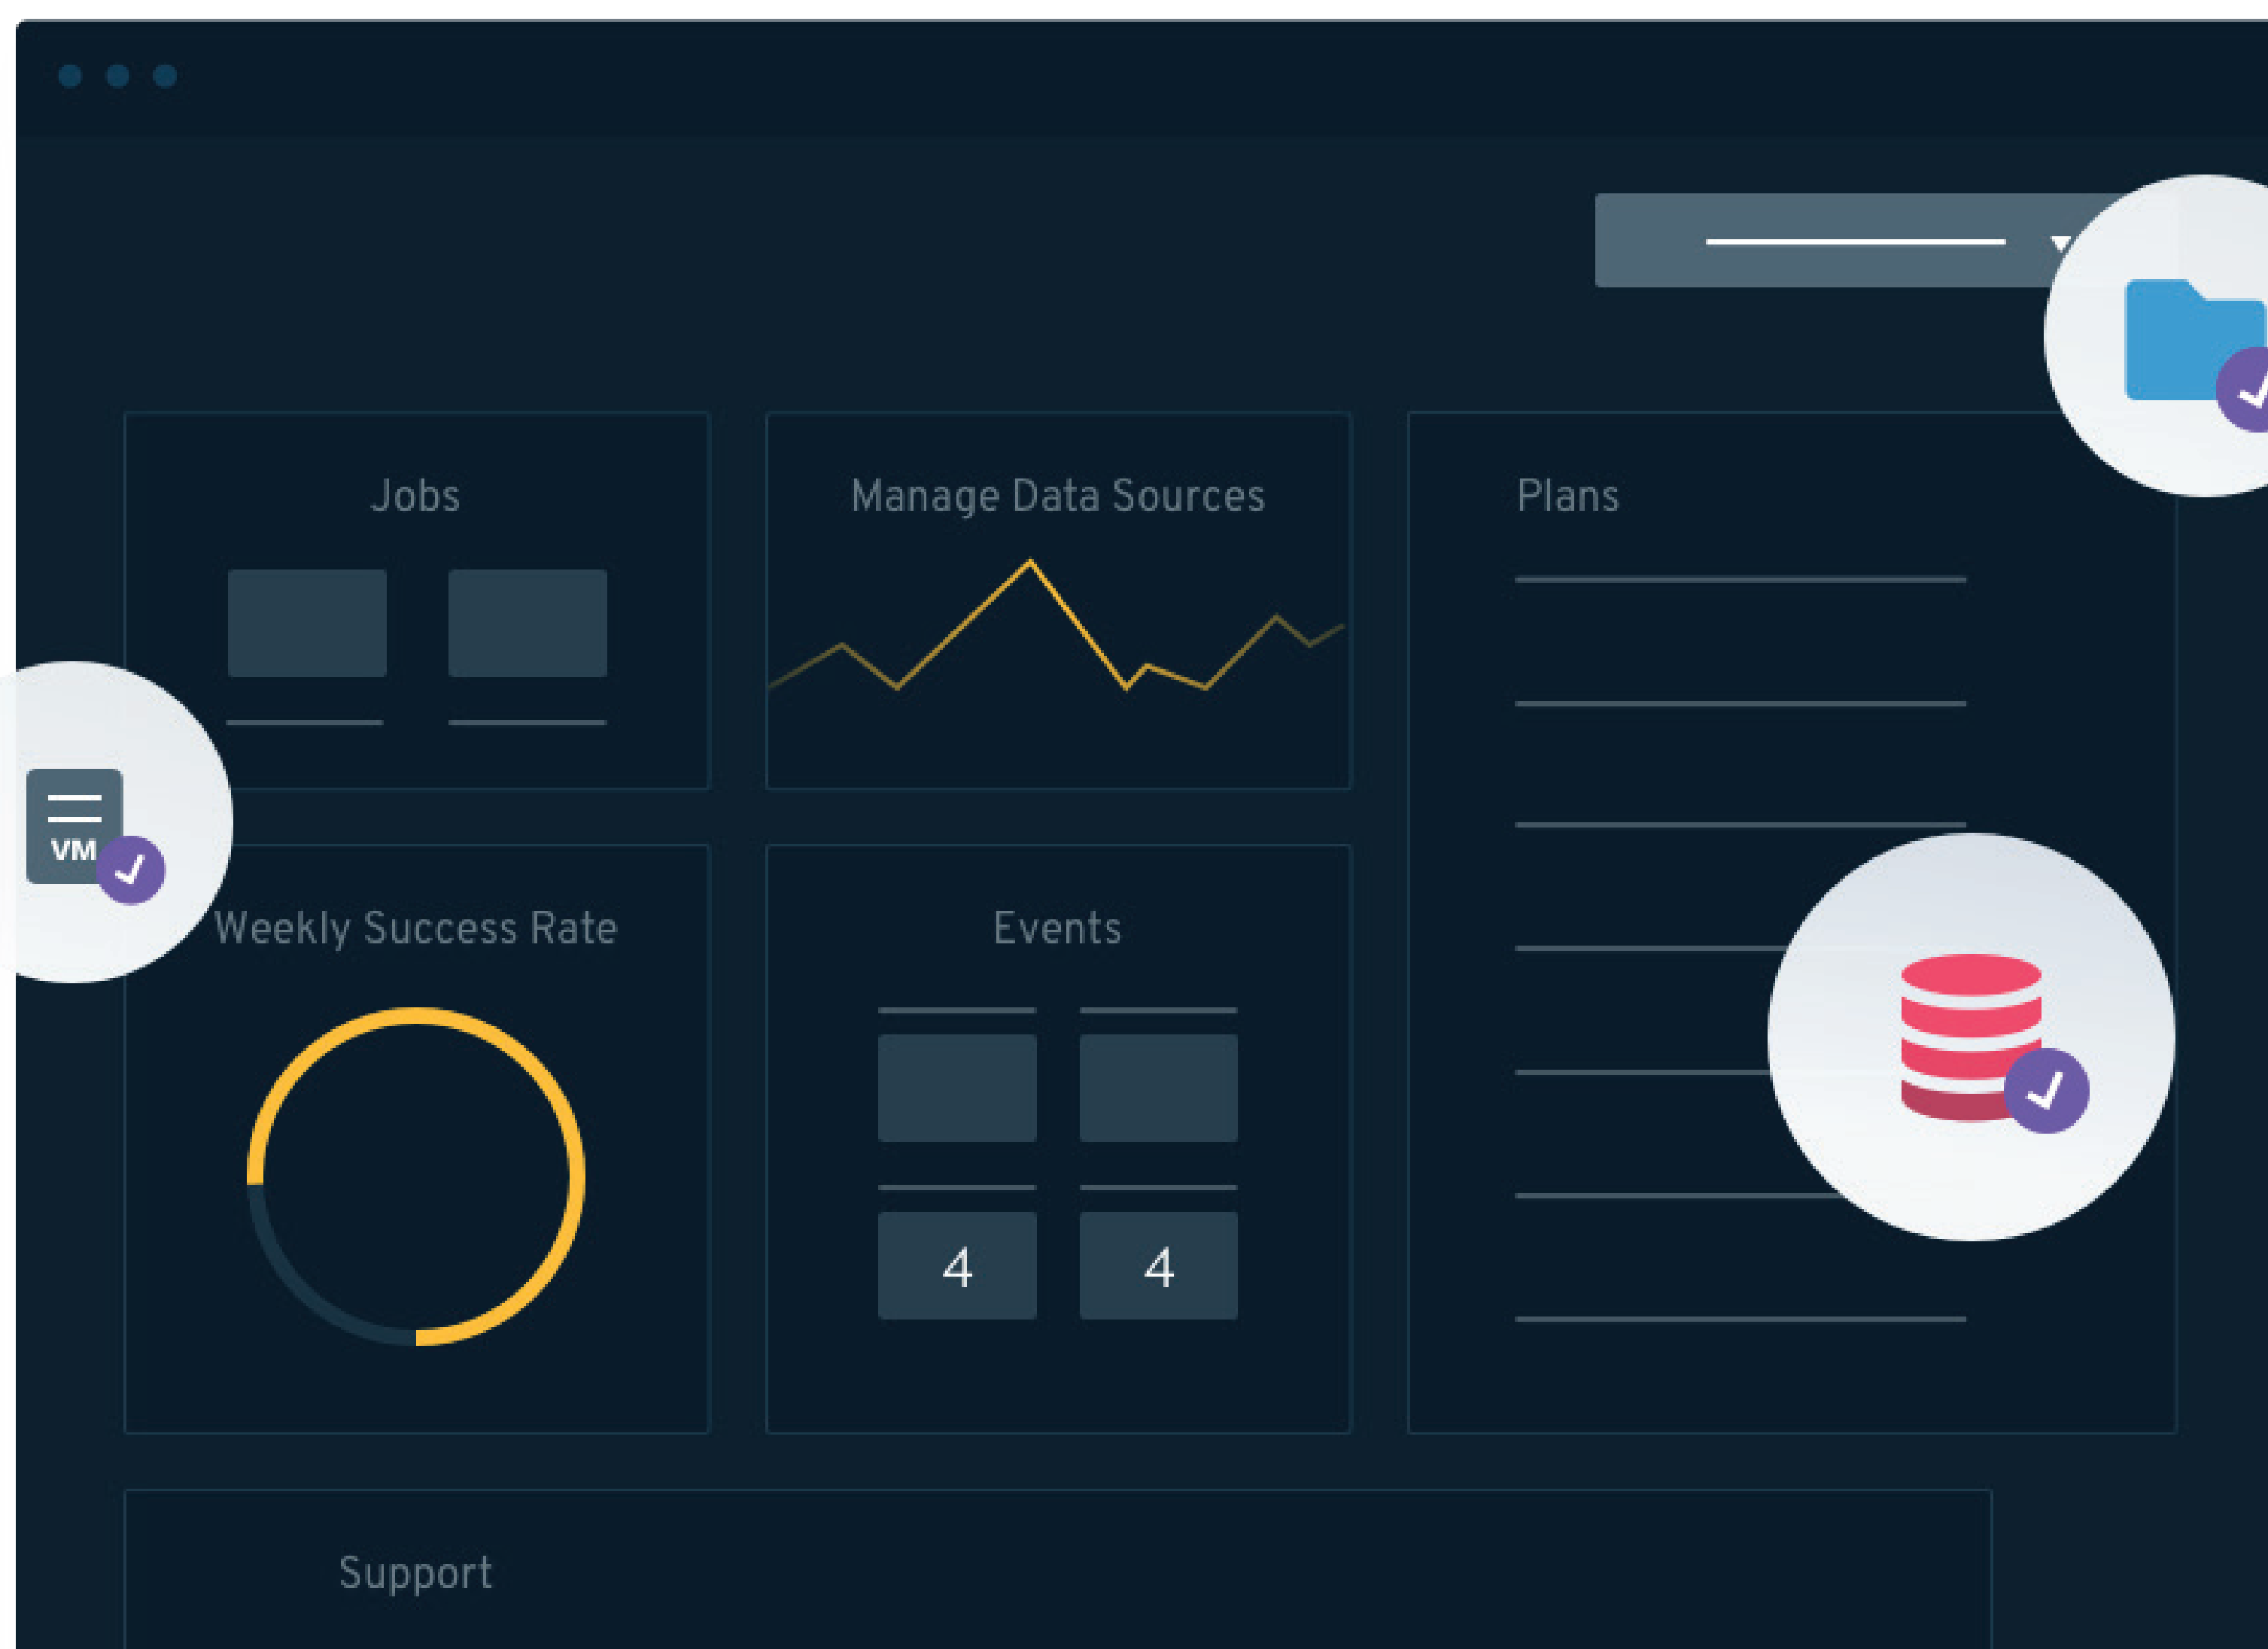 Jobs
Manage Data Sources
Plans
VM
Weekly Success Rate
Events
4
4
Support